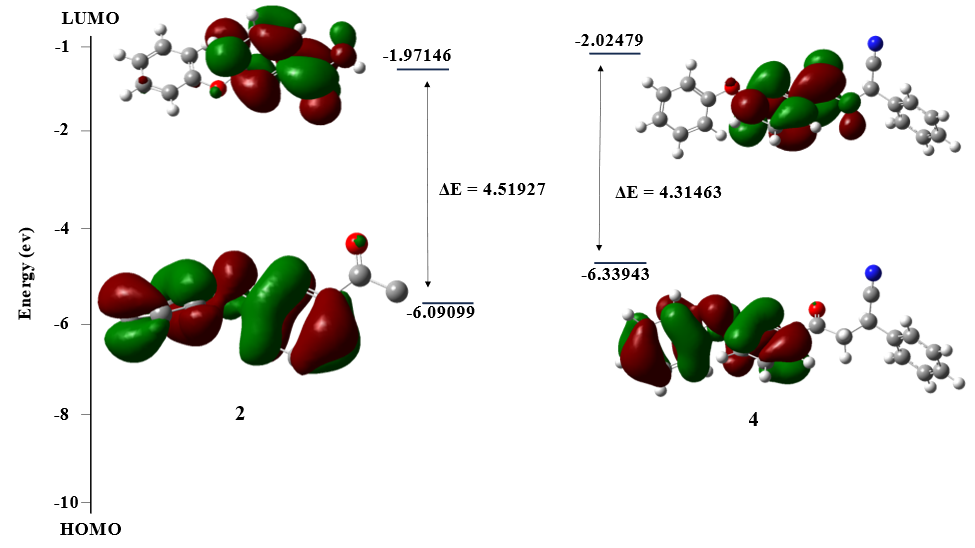 LUMO
-1
-2
-4
-6
-8
-10
HOMO
Energy (ev)
-1.97146
ΔE = 4.51927
-6.09099
2
-2.02479
ΔE = 4.31463
-6.33943
4